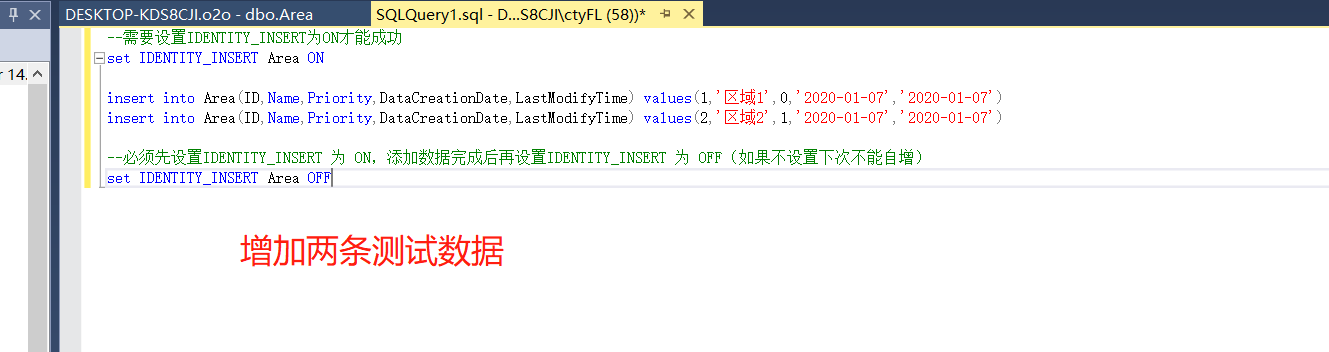 DESKTOP-KDS8CJI.o2o - dbo.Area
SQLQuery1.sql - D...S8CJI\ctyFL (58))*
r 14.
--需要设置IDENTITY_INSERT为ON才能成功
set IDENTITY_INSERT Area ON
insert into Area(ID,Name,Priority,DataCreationDate,LastModifyTime) values(1,'区域1',0,'2020-01-07','2020-01-07')
insert into Area(ID,Name,Priority,DataCreationDate,LastModifyTime) values(2,'区域2',1,'2020-01-07','2020-01-07')
--必须先设置IDENTITY_INSERT 为 ON，添加数据完成后再设置IDENTITY_INSERT 为 OFF（如果不设置下次不能自增）
set IDENTITY_INSERT Area OFF
增加两条测试数据